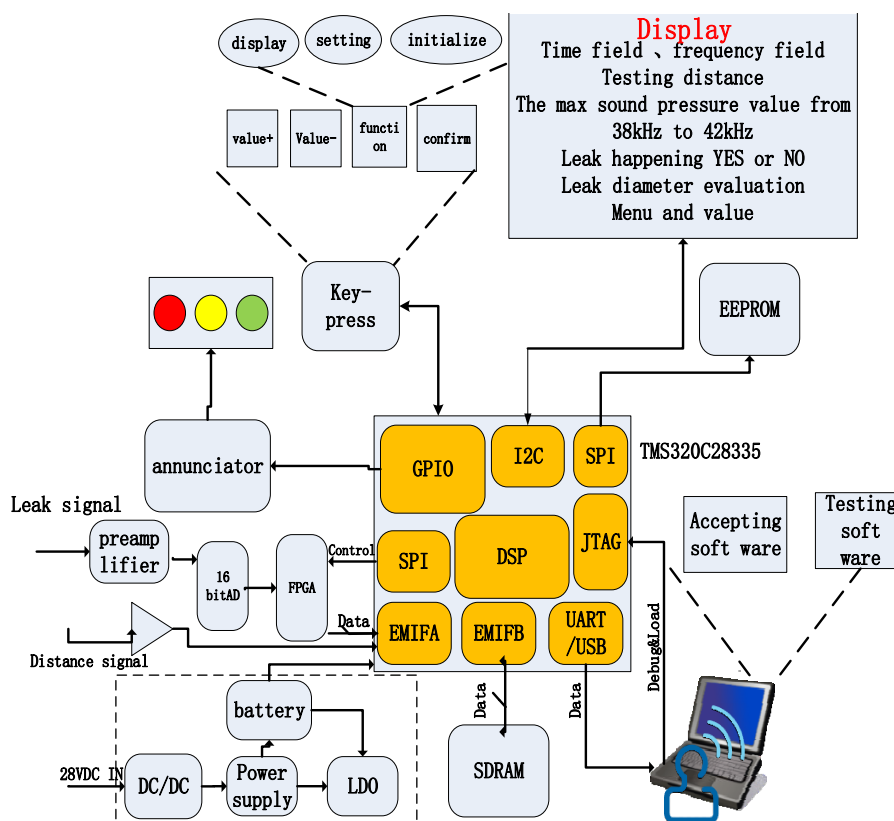 display
setting
initialize
Display
Time field 、frequency field
Testing distance
The max sound pressure value from
38kHz to 42kHz
Leak happening YES or NO
Leak diameter evaluation
Menu and value
value+
Value-
functi
on
confirm
Key-
press
EEPROM
annunciator
GPIO
I2C
SPI
TMS320C28335
Leak signal
preamp
lifier
16
bitAD
FPGA
Control
SPI
DSP
JTAG
Accepting
soft ware
Testing
soft
ware
Data
EMIFA
EMIFB
UART
/USB
Distance signal
Debug&Load
Data
Data
battery
SDRAM
28VDC IN
DC/DC
Power
supply
LDO